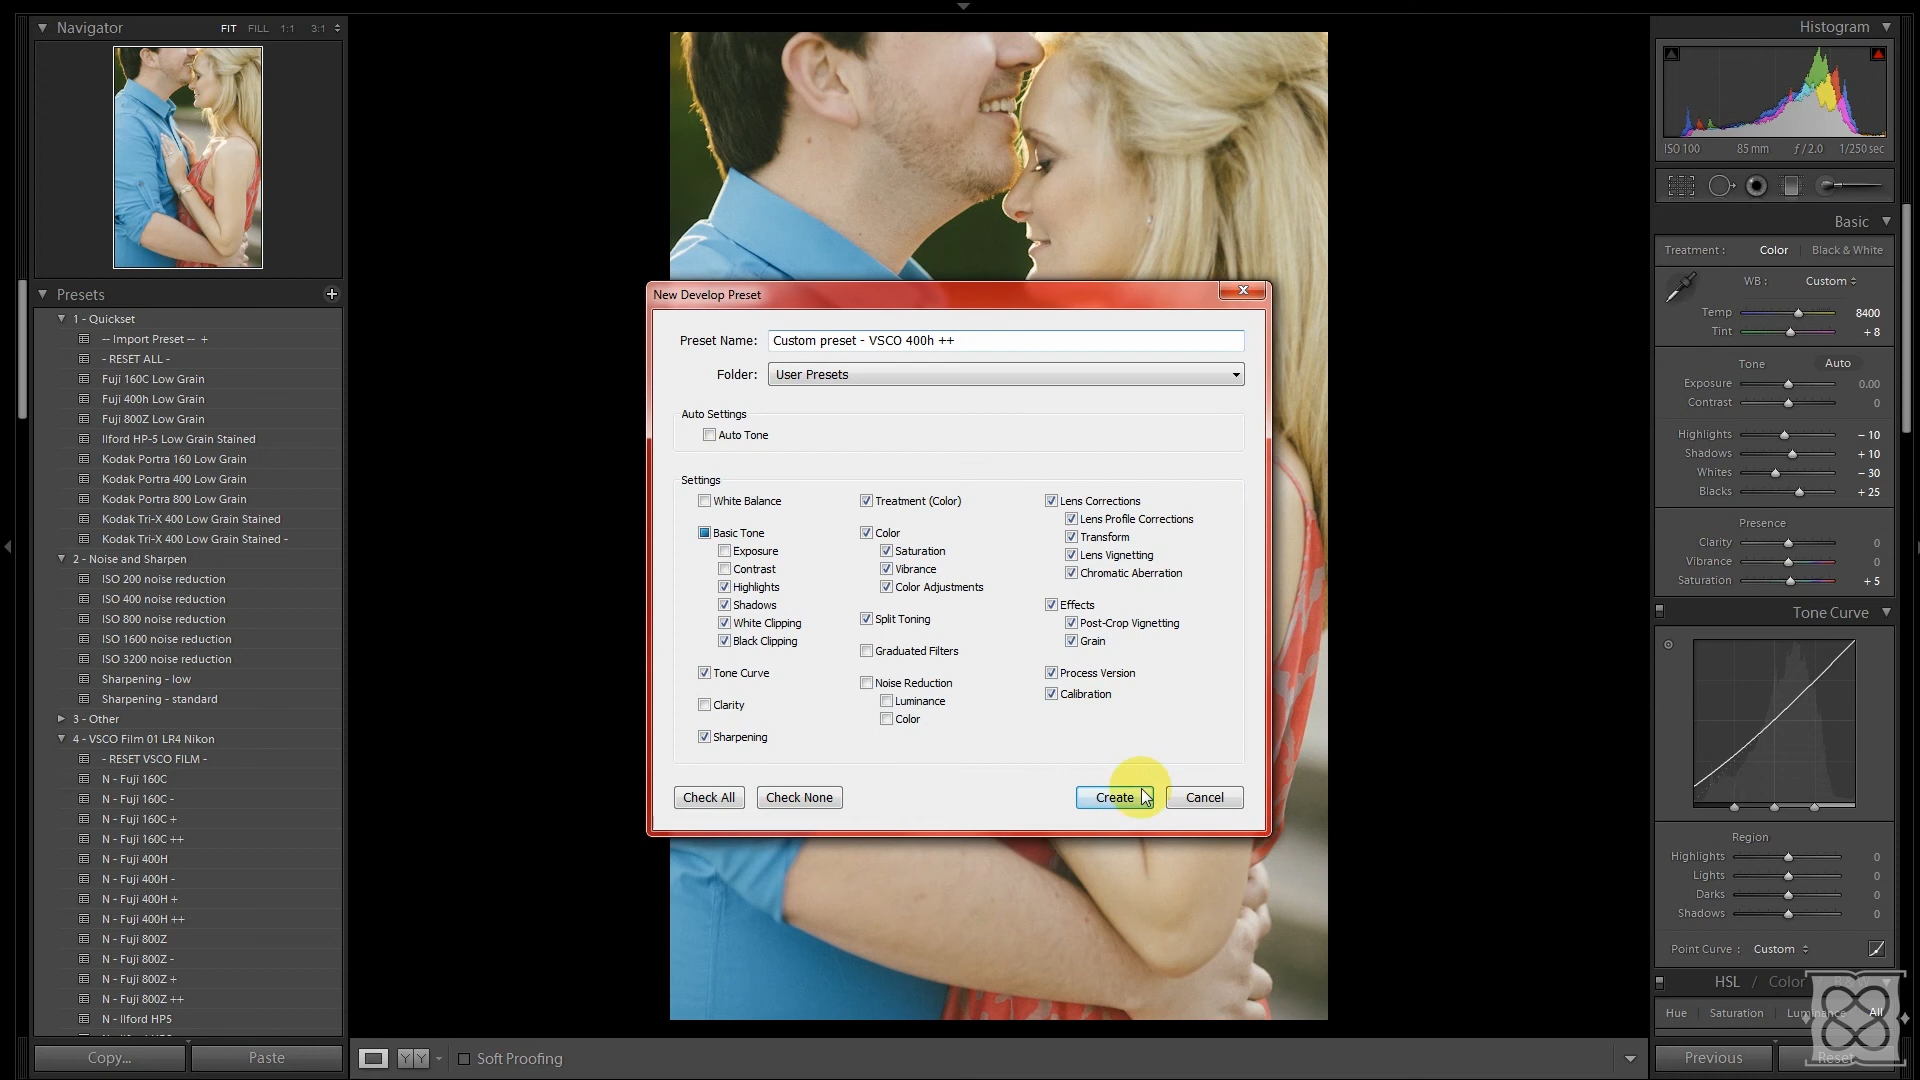 Navigator
FIT FILL 1:1 3:1
Presets
1 - Quickset
-- Import Preset -- +
- RESET ALL -
Fuji 160C Low Grain
Fuji 400h Low Grain
Fuji 800Z Low Grain
Ilford HP-5 Low Grain Stained
Kodak Portra 160 Low Grain
Kodak Portra 400 Low Grain
Kodak Portra 800 Low Grain
Kodak Tri-X 400 Low Grain Stained
Kodak Tri-X 400 Low Grain Stained -
2 - Noise and Sharpen
ISO 200 noise reduction
ISO 400 noise reduction
ISO 800 noise reduction
ISO 1600 noise reduction
ISO 3200 noise reduction
Sharpening - low
Sharpening - standard
3 - Other
4 - VSCO Film 01 LR4 Nikon
- RESET VSCO FILM -
N - Fuji 160C
N - Fuji 160C -
N - Fuji 160C +
N - Fuji 160C ++
N - Fuji 400H
N - Fuji 400H -
N - Fuji 400H +
N - Fuji 400H ++
N - Fuji 800Z
N - Fuji 800Z -
N - Fuji 800Z +
N - Fuji 800Z ++
N - Ilford HP5
Copy...
Paste
New Develop Preset
Preset Name: Custom preset - VSCO 400h ++
Folder: User Presets
Auto Settings
Auto Tone
Settings
White Balance
Basic Tone
Exposure
Contrast
Highlights
Shadows
White Clipping
Black Clipping
Tone Curve
Clarity
Sharpening
Treatment (Color)
Color
Saturation
Vibrance
Color Adjustments
Split Toning
Graduated Filters
Noise Reduction
Luminance
Color
Lens Corrections
Lens Profile Corrections
Transform
Lens Vignetting
Chromatic Aberration
Effects
Post-Crop Vignetting
Grain
Process Version
Calibration
Check All
Check None
Create
Cancel
Soft Proofing
Histogram
ISO 100 85 mm ƒ / 2.0 1/250 sec
Basic
Treatment : Color Black & White
WB : Custom
Temp 8400
Tint + 8
Tone Auto
Exposure 0.00
Contrast 0
Highlights – 10
Shadows + 10
Whites – 30
Blacks + 25
Presence
Clarity 0
Vibrance 0
Saturation + 5
Tone Curve
Region
Highlights 0
Lights 0
Darks 0
Shadows 0
Point Curve : Custom
HSL / Color
Hue Saturation Luminance All
Previous
Reset